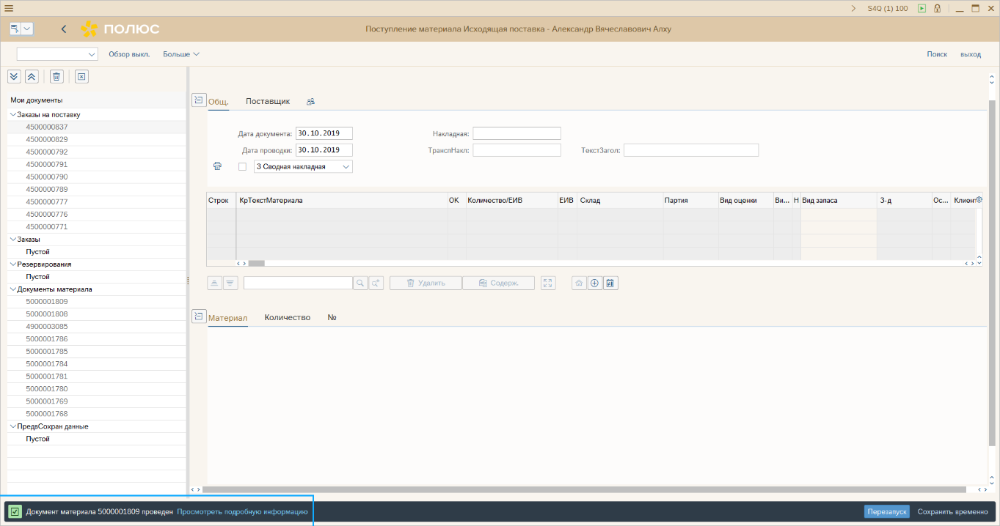 S4Q (1) 100
ПОЛЮС
Поступление материала Исходящая поставка - Александр Вячеславович Алху
Обзор выкл. Больше Поиск выход
Мои документы
Заказы на поставку
4500000837
4500000829
4500000792
4500000791
4500000790
4500000789
4500000777
4500000776
4500000771
Заказы
Пустой
Резервирования
Пустой
Документы материала
5000001809
5000001808
4900003085
5000001786
5000001785
5000001784
5000001781
5000001780
5000001769
5000001768
ПредвСохран данные
Пустой
Общ. Поставщик
Дата документа: 30.10.2019 Накладная:
Дата проводки: 30.10.2019 ТранспНакл: ТекстЗагол:
3 Сводная накладная
Строк КрТекстМатериала OK Количество/ЕИВ ЕИВ Склад Партия Вид оценки Ви... Н Вид запаса З-д Ос... Клиент
Удалить Содерж.
Материал Количество №
Документ материала 5000001809 проведен Просмотреть подробную информацию Перезапуск Сохранить временно